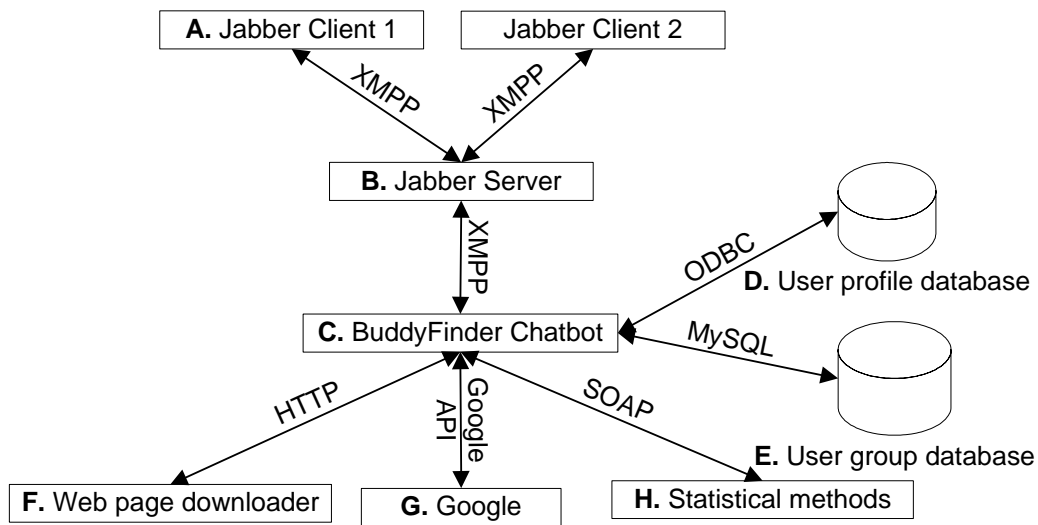 A. Jabber Client 1
Jabber Client 2
XMPP
XMPP
B. Jabber Server
XMPP
ODBC
D. User profile database
C. BuddyFinder Chatbot
MySQL
HTTP
Google
API
SOAP
E. User group database
F. Web page downloader
G. Google
H. Statistical methods